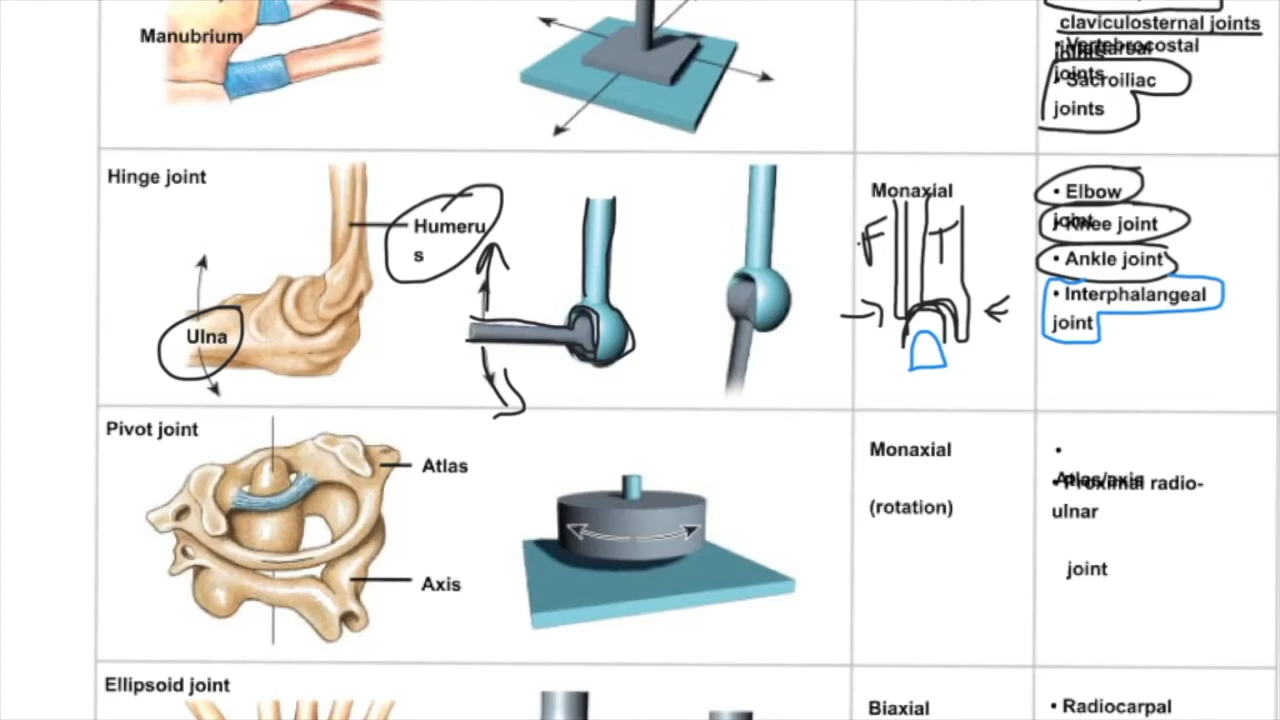 Manubrium
claviculosternal joints
• Vertebrocostal
joints
• Sacroiliac
joints
Hinge joint
Humeru
s
Ulna
Monaxial
F T
• Elbow
joint
• Knee joint
• Ankle joint
• Interphalangeal
joint
Pivot joint
Atlas
Axis
Monaxial
(rotation)
•
Atlas/axis
• Proximal radio-
ulnar
joint
Ellipsoid joint
Biaxial
• Radiocarpal